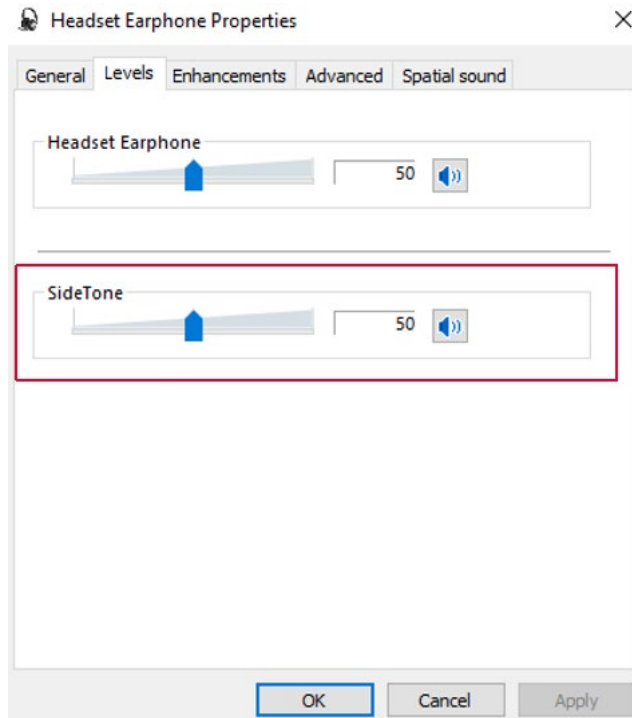 Headset Earphone Properties
General Levels Enhancements Advanced Spatial sound
Headset Earphone
50
SideTone
50
OK Cancel Apply